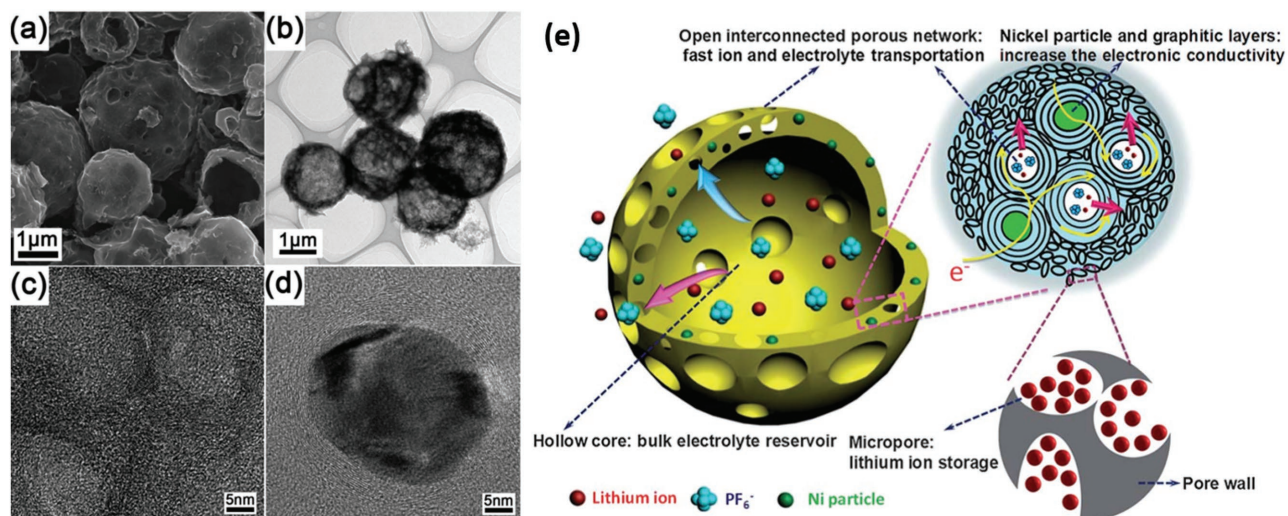 (a)
1μm
(b)
1μm
(c)
5nm
(d)
5nm
(e)
Open interconnected porous network:
fast ion and electrolyte transportation
Nickel particle and graphitic layers:
increase the electronic conductivity
e⁻
Hollow core: bulk electrolyte reservoir
Micropore:
lithium ion storage
Pore wall
Lithium ion
PF₆⁻
Ni particle